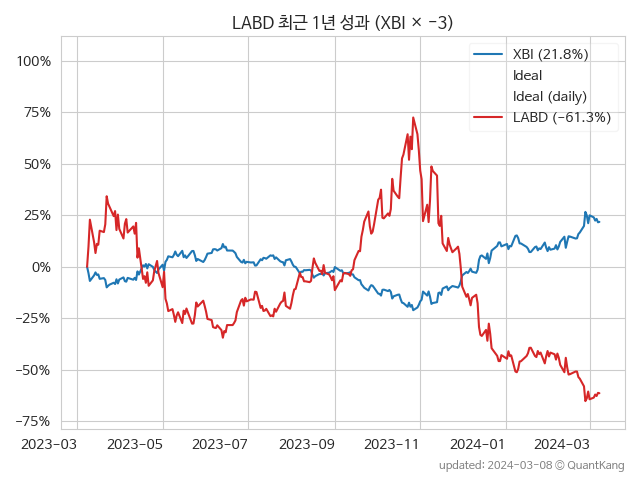 LABD 최근 1년 성과 (XBI × −3)
XBI (21.8%)
Ideal
Ideal (daily)
LABD (−61.3%)
100%
75%
50%
25%
0%
−25%
−50%
−75%
2023−03 2023−05 2023−07 2023−09 2023−11 2024−01 2024−03
updated: 2024−03−08 © QuantKang